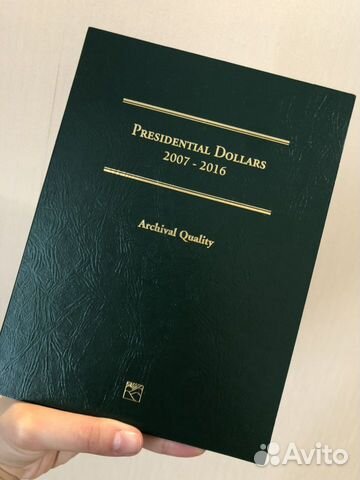 PRESIDENTIAL DOLLARS
2007 - 2016
Archival Quality
Avito